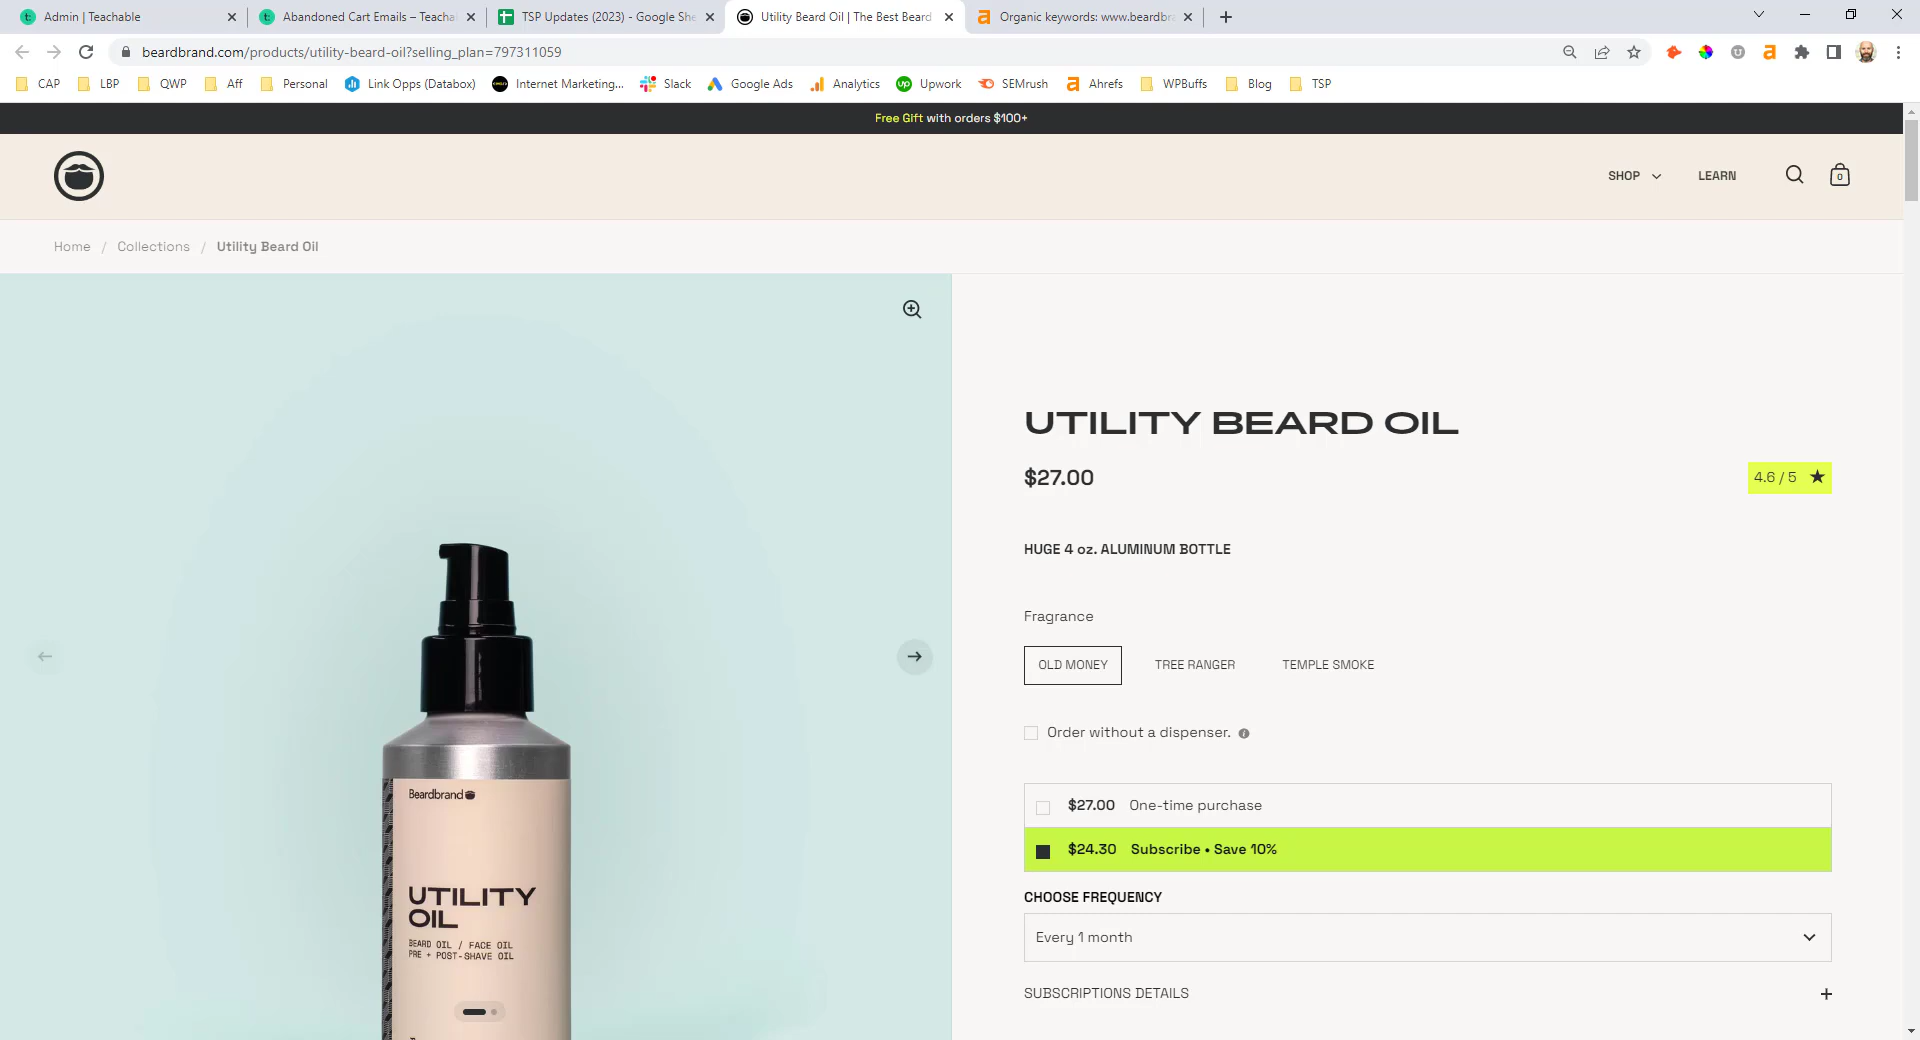 Admin | Teachable
Abandoned Cart Emails – Teacha
TSP Updates (2023) - Google She
Utility Beard Oil | The Best Beard
Organic keywords: www.beardbra
beardbrand.com/products/utility-beard-oil?selling_plan=797311059
CAP
LBP
QWP
Aff
Personal
Link Opps (Databox)
Internet Marketing...
Slack
Google Ads
Analytics
Upwork
SEMrush
Ahrefs
WPBuffs
Blog
TSP
Free Gift with orders $100+
SHOP
LEARN
0
Home / Collections / Utility Beard Oil
UTILITY BEARD OIL
$27.00
4.6 / 5 ★
HUGE 4 oz. ALUMINUM BOTTLE
Fragrance
OLD MONEY
TREE RANGER
TEMPLE SMOKE
Order without a dispenser.
$27.00 One-time purchase
$24.30 Subscribe • Save 10%
CHOOSE FREQUENCY
Every 1 month
SUBSCRIPTIONS DETAILS
Beardbrand
UTILITY
OIL
BEARD OIL / FACE OIL
PRE + POST-SHAVE OIL